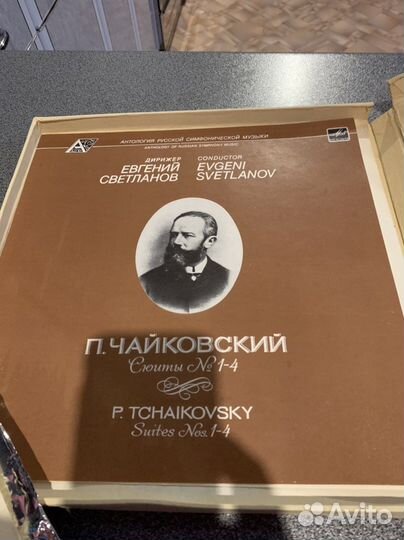 АНТОЛОГИЯ РУССКОЙ СИМФОНИЧЕСКОЙ МУЗЫКИ
ANTHOLOGY OF RUSSIAN SYMPHONY MUSIC
ДИРИЖЕР
ЕВГЕНИЙ
СВЕТЛАНОВ
CONDUCTOR
EVGENI
SVETLANOV
П. ЧАЙКОВСКИЙ
Сюиты № 1-4
P. TCHAIKOVSKY
Suites Nos. 1-4
Avito